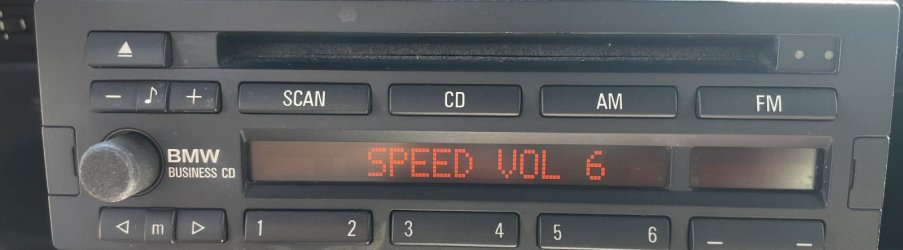 SCAN CD AM FM
BMW
BUSINESS CD
SPEED VOL 6
m 1 2 3 4 5 6